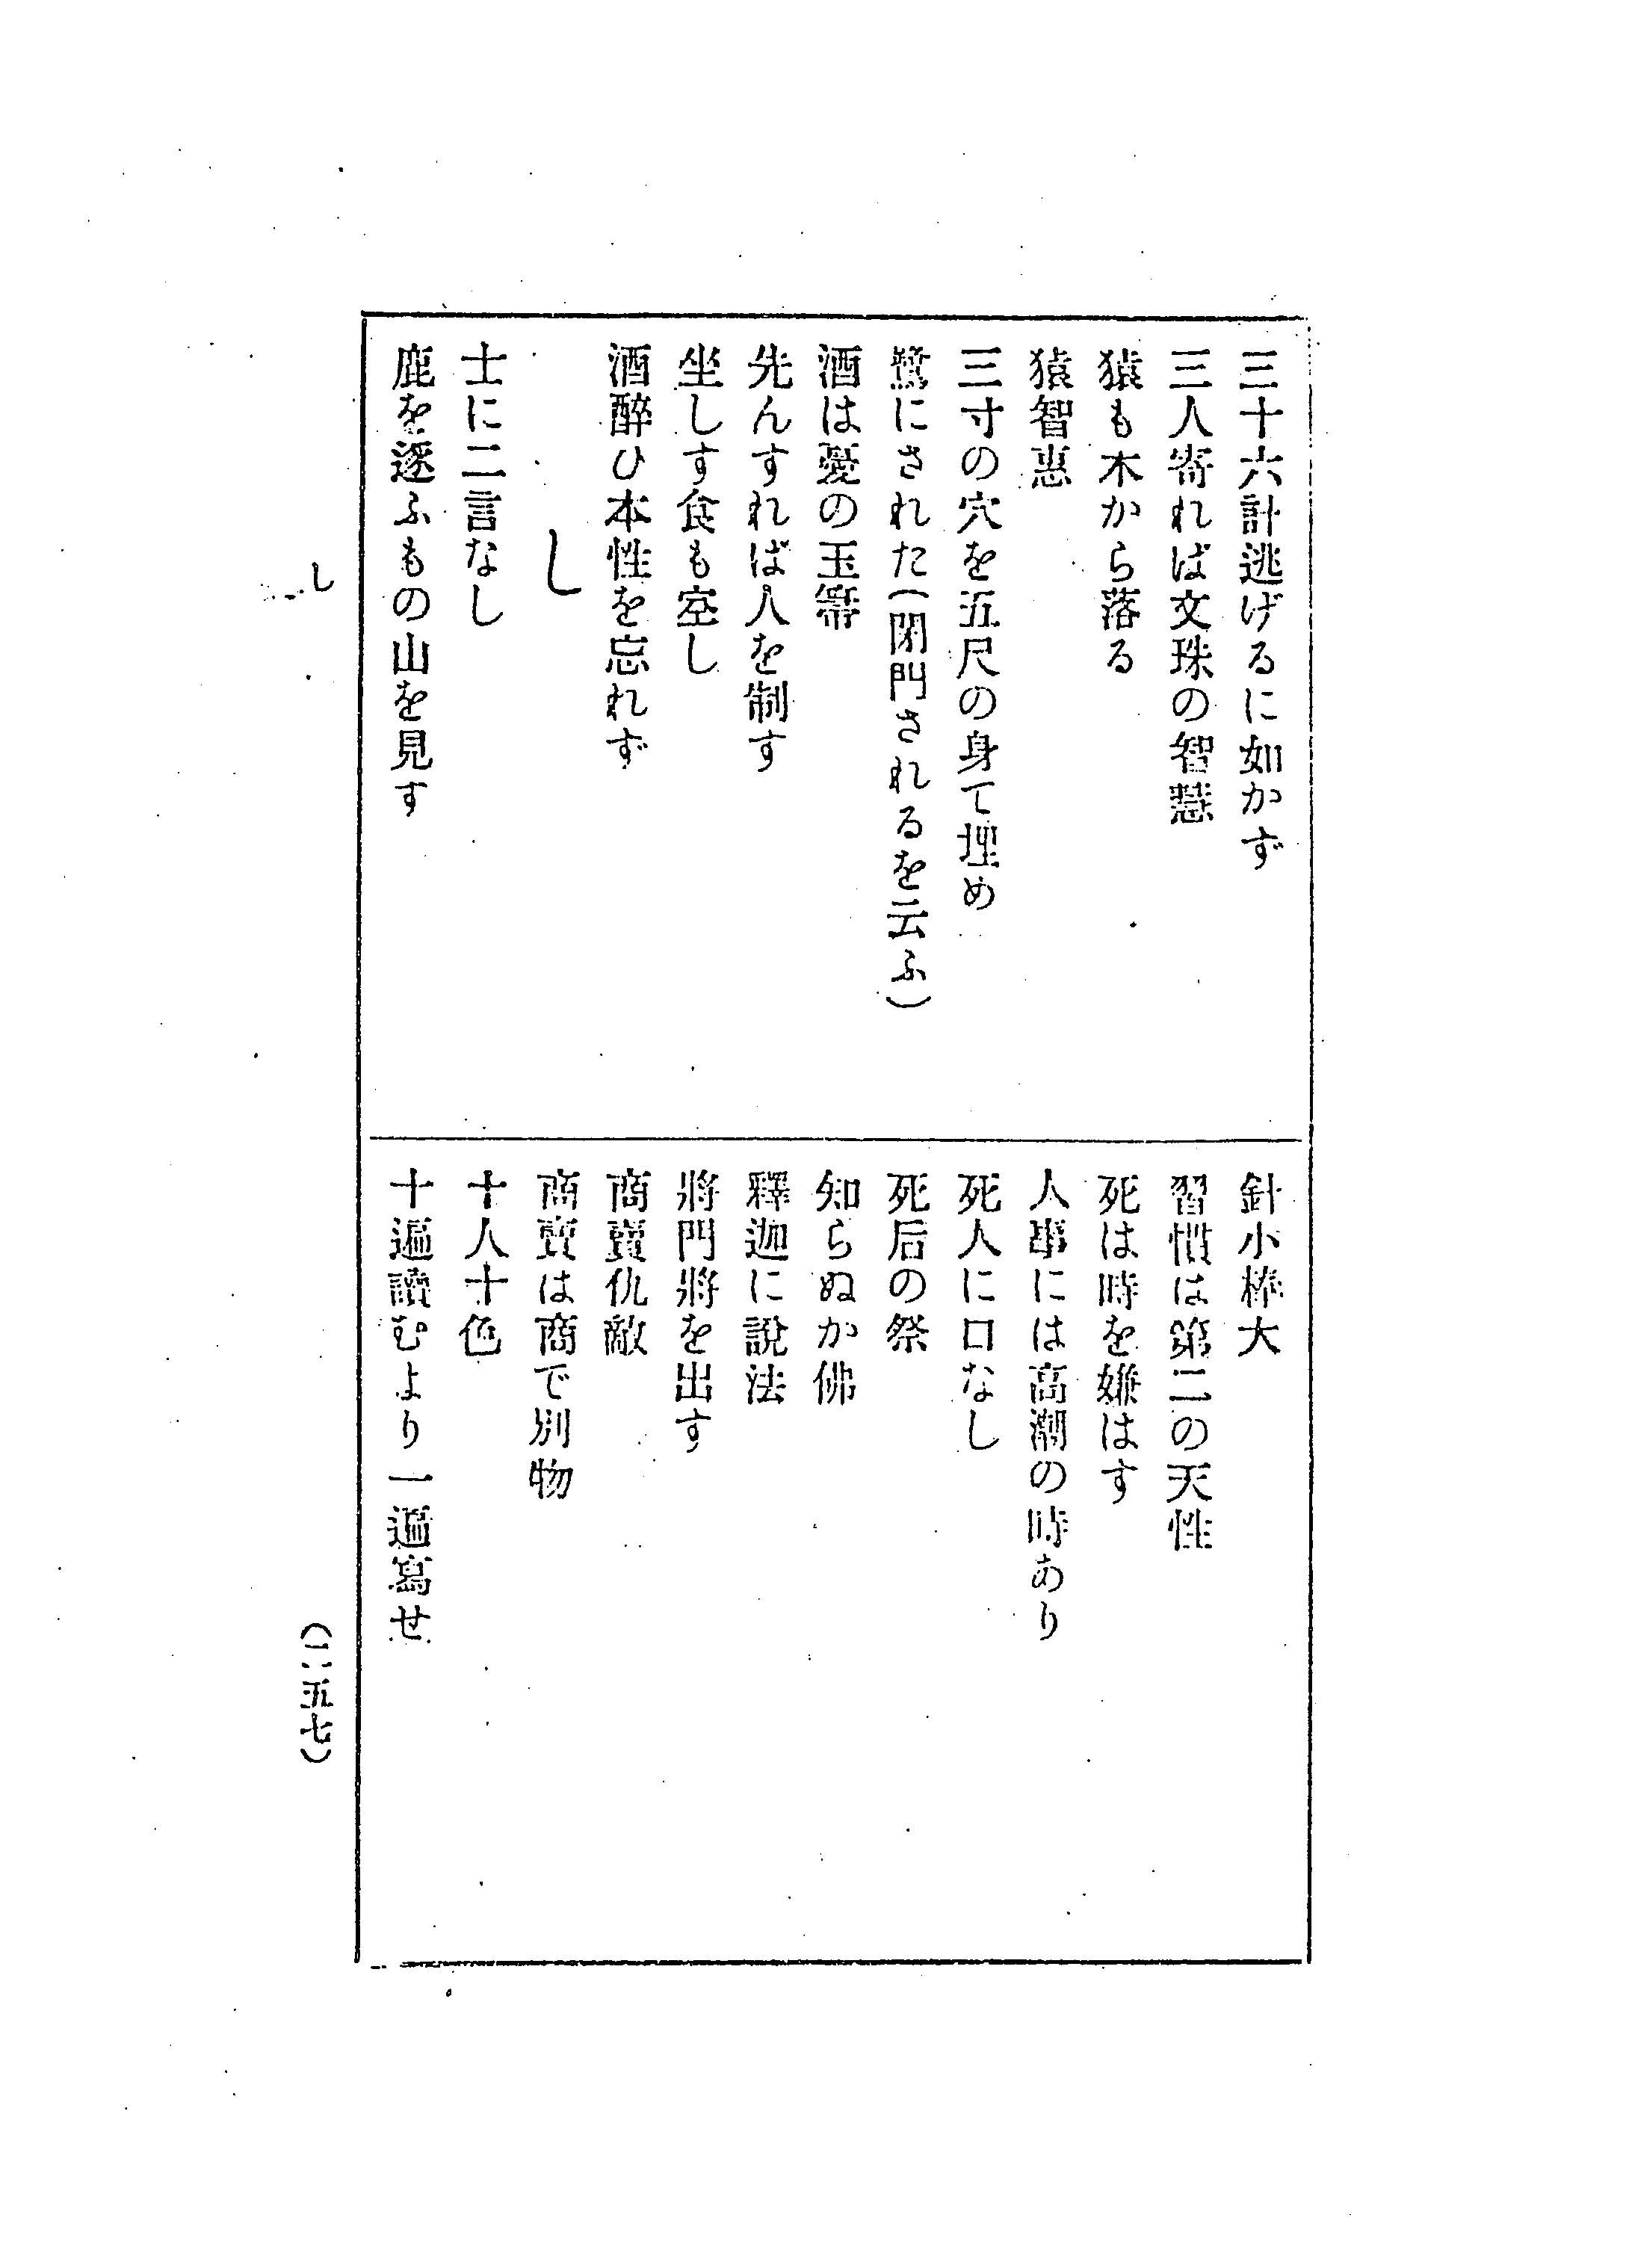 三十六計逃げるに如かず
三人寄れば文珠の智慧
猿も木から落る
猿智惠
三寸の穴を五尺の身て埋め
鷺にされた(閉門されるを云ふ)
酒は憂の玉箒
先んすれば人を制す
坐しす食も空し
酒醉ひ本性を忘れず
し
士に二言なし
鹿を逐ふもの山を見す
針小棒大
習慣は第二の天性
死は時を嫌はす
人事には高潮の時あり
死人に口なし
死后の祭
知らぬか佛
釋迦に說法
將門將を出す
商賣仇敵
商賣は商で別物
十人十色
十遍讀むより一遍寫せ
し
(二五七)